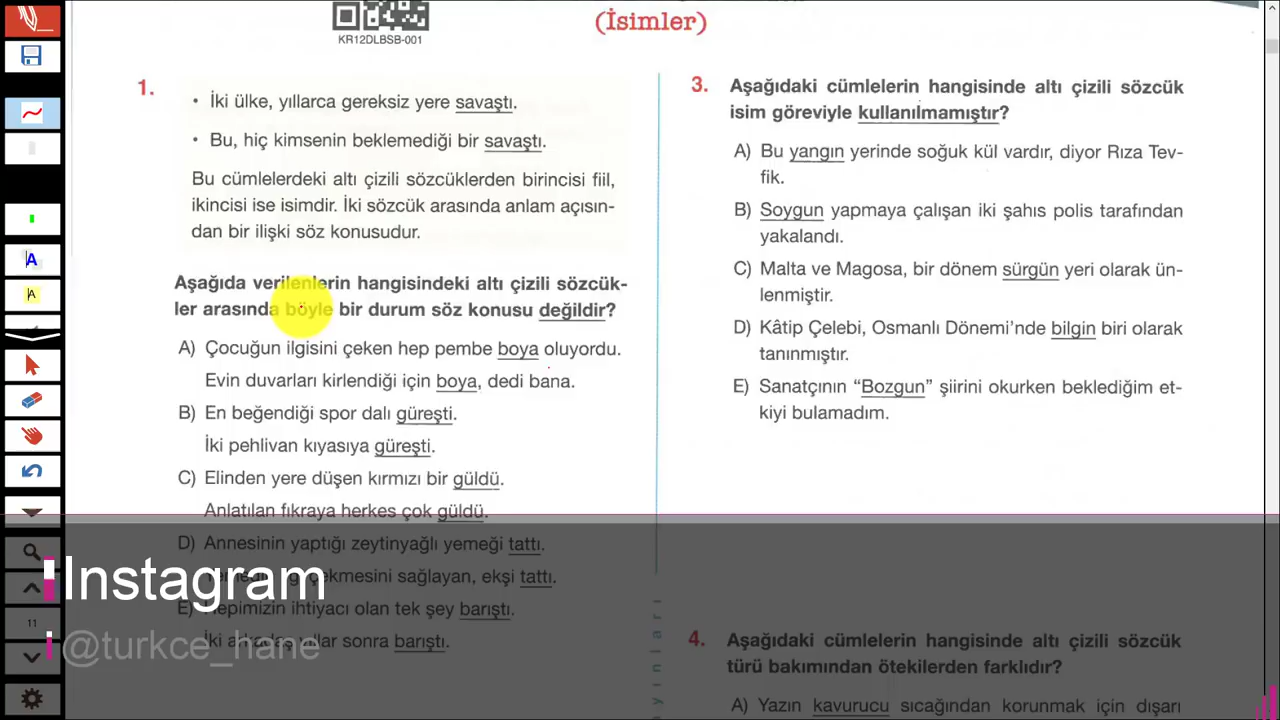 (İsimler)
KR12DLBSB-001
1.
• İki ülke, yıllarca gereksiz yere savaştı.
• Bu, hiç kimsenin beklemediği bir savaştı.
Bu cümlelerdeki altı çizili sözcüklerden birincisi fiil,
ikincisi ise isimdir. İki sözcük arasında anlam açısın-
dan bir ilişki söz konusudur.
Aşağıda verilenlerin hangisindeki altı çizili sözcük-
ler arasında böyle bir durum söz konusu değildir?
A) Çocuğun ilgisini çeken hep pembe boya oluyordu.
Evin duvarları kirlendiği için boya, dedi bana.
B) En beğendiği spor dalı güreşti.
İki pehlivan kıyasıya güreşti.
C) Elinden yere düşen kırmızı bir güldü.
Anlatılan fıkraya herkes çok güldü.
D) Annesinin yaptığı zeytinyağlı yemeği tattı.
sağlayan, ekşi tattı.
E) Hepimizin ihtiyacı olan tek şey barıştı.
İki arkadaş yıllar sonra barıştı.
3. Aşağıdaki cümlelerin hangisinde altı çizili sözcük
isim göreviyle kullanılmamıştır?
A) Bu yangın yerinde soğuk kül vardır, diyor Rıza Tev-
fik.
B) Soygun yapmaya çalışan iki şahıs polis tarafından
yakalandı.
C) Malta ve Magosa, bir dönem sürgün yeri olarak ün-
lenmiştir.
D) Kâtip Çelebi, Osmanlı Dönemi’nde bilgin biri olarak
tanınmıştır.
E) Sanatçının “Bozgun” şiirini okurken beklediğim et-
kiyi bulamadım.
4. Aşağıdaki cümlelerin hangisinde altı çizili sözcük
türü bakımından ötekilerden farklıdır?
A) Yazın kavurucu sıcağından korunmak için dışarı
Instagram
@turkce_hane
11
A
A